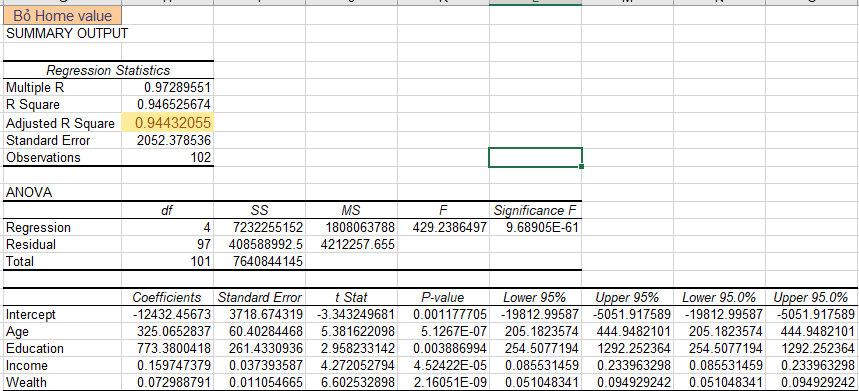 Bỏ Home value
SUMMARY OUTPUT
Regression Statistics
Multiple R 0.97289551
R Square 0.946525674
Adjusted R Square 0.94432055
Standard Error 2052.378536
Observations 102
ANOVA
df SS MS F Significance F
Regression 4 7232255152 1808063788 429.2386497 9.68905E-61
Residual 97 408588992.5 4212257.655
Total 101 7640844145
Coefficients Standard Error t Stat P-value Lower 95% Upper 95% Lower 95.0% Upper 95.0%
Intercept -12432.45673 3718.674319 -3.343249681 0.001177705 -19812.99587 -5051.917589 -19812.99587 -5051.917589
Age 325.0652837 60.40284468 5.381622098 5.1267E-07 205.1823574 444.9482101 205.1823574 444.9482101
Education 773.3800418 261.4330936 2.958233142 0.003886994 254.5077194 1292.252364 254.5077194 1292.252364
Income 0.159747379 0.037393587 4.272052794 4.52422E-05 0.085531459 0.233963298 0.085531459 0.233963298
Wealth 0.072988791 0.011054665 6.602532898 2.16051E-09 0.051048341 0.094929242 0.051048341 0.094929242